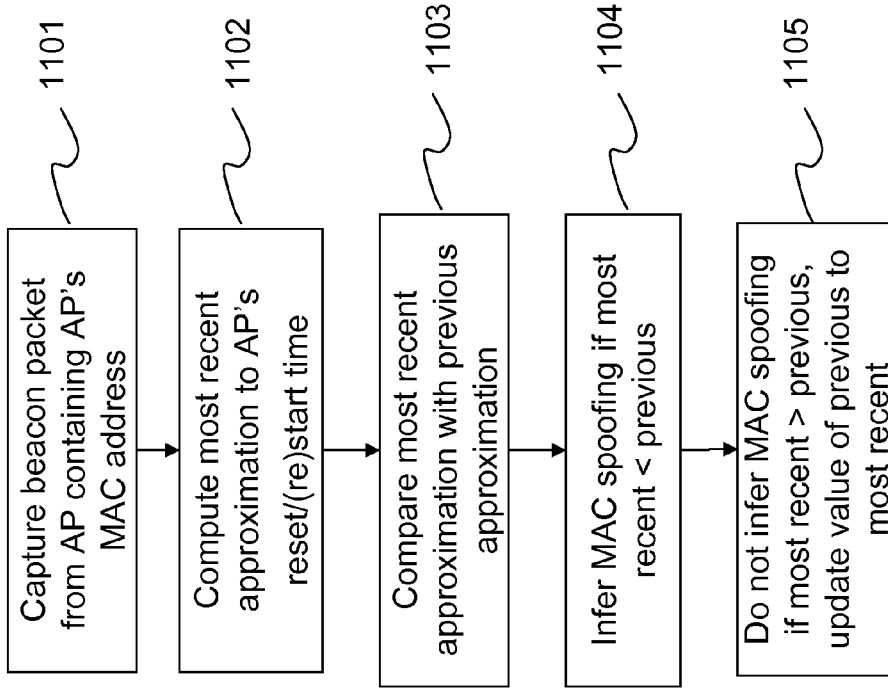 Capture beacon packet
from AP containing AP's
MAC address
1101
Compute most recent
approximation to AP's
reset/(re)start time
1102
Compare most recent
approximation with previous
approximation
1103
Infer MAC spoofing if most
recent < previous
1104
Do not infer MAC spoofing
if most recent > previous,
update value of previous to
most recent
1105